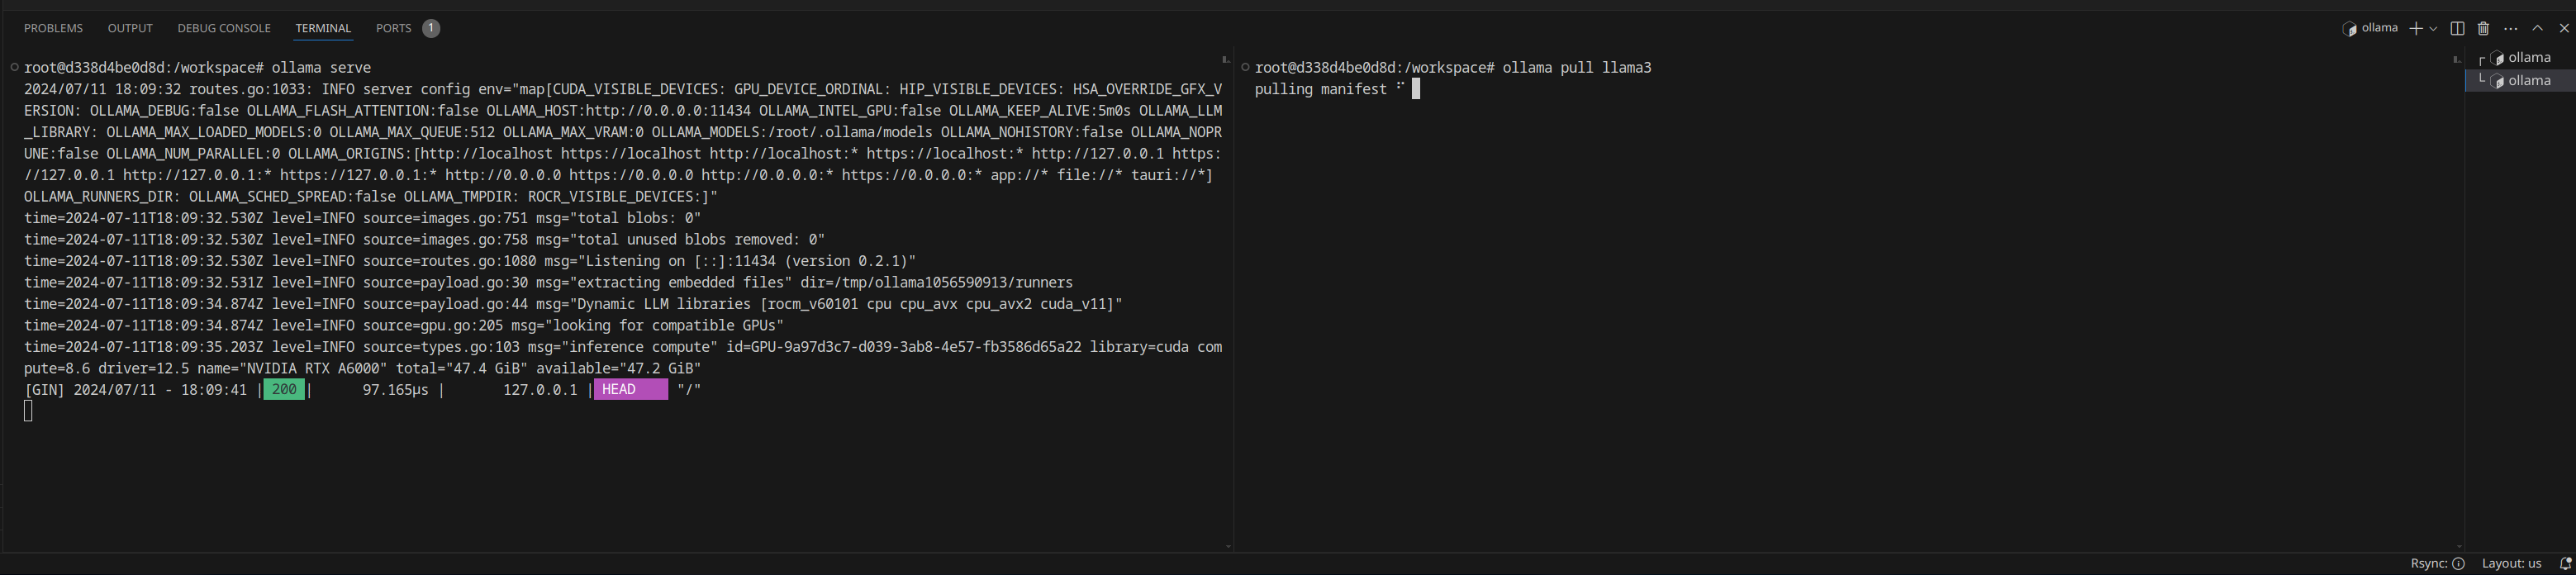 PROBLEMS OUTPUT DEBUG CONSOLE TERMINAL PORTS 1
ollama
root@d338d4be0d8d:/workspace# ollama serve
2024/07/11 18:09:32 routes.go:1033: INFO server config env="map[CUDA_VISIBLE_DEVICES: GPU_DEVICE_ORDINAL: HIP_VISIBLE_DEVICES: HSA_OVERRIDE_GFX_V
ERSION: OLLAMA_DEBUG:false OLLAMA_FLASH_ATTENTION:false OLLAMA_HOST:http://0.0.0.0:11434 OLLAMA_INTEL_GPU:false OLLAMA_KEEP_ALIVE:5m0s OLLAMA_LLM
_LIBRARY: OLLAMA_MAX_LOADED_MODELS:0 OLLAMA_MAX_QUEUE:512 OLLAMA_MAX_VRAM:0 OLLAMA_MODELS:/root/.ollama/models OLLAMA_NOHISTORY:false OLLAMA_NOPR
UNE:false OLLAMA_NUM_PARALLEL:0 OLLAMA_ORIGINS:[http://localhost https://localhost http://localhost:* https://localhost:* http://127.0.0.1 https:
//127.0.0.1 http://127.0.0.1:* https://127.0.0.1:* http://0.0.0.0 https://0.0.0.0 http://0.0.0.0:* https://0.0.0.0:* app://* file://* tauri://*]
OLLAMA_RUNNERS_DIR: OLLAMA_SCHED_SPREAD:false OLLAMA_TMPDIR: ROCR_VISIBLE_DEVICES:]"
time=2024-07-11T18:09:32.530Z level=INFO source=images.go:751 msg="total blobs: 0"
time=2024-07-11T18:09:32.530Z level=INFO source=images.go:758 msg="total unused blobs removed: 0"
time=2024-07-11T18:09:32.530Z level=INFO source=routes.go:1080 msg="Listening on [::]:11434 (version 0.2.1)"
time=2024-07-11T18:09:32.531Z level=INFO source=payload.go:30 msg="extracting embedded files" dir=/tmp/ollama1056590913/runners
time=2024-07-11T18:09:34.874Z level=INFO source=payload.go:44 msg="Dynamic LLM libraries [rocm_v60101 cpu cpu_avx cpu_avx2 cuda_v11]"
time=2024-07-11T18:09:34.874Z level=INFO source=gpu.go:205 msg="looking for compatible GPUs"
time=2024-07-11T18:09:35.203Z level=INFO source=types.go:103 msg="inference compute" id=GPU-9a97d3c7-d039-3ab8-4e57-fb3586d65a22 library=cuda com
pute=8.6 driver=12.5 name="NVIDIA RTX A6000" total="47.4 GiB" available="47.2 GiB"
[GIN] 2024/07/11 - 18:09:41 | 200 | 97.165µs | 127.0.0.1 | HEAD "/"
root@d338d4be0d8d:/workspace# ollama pull llama3
pulling manifest
ollama
ollama
Rsync: Layout: us